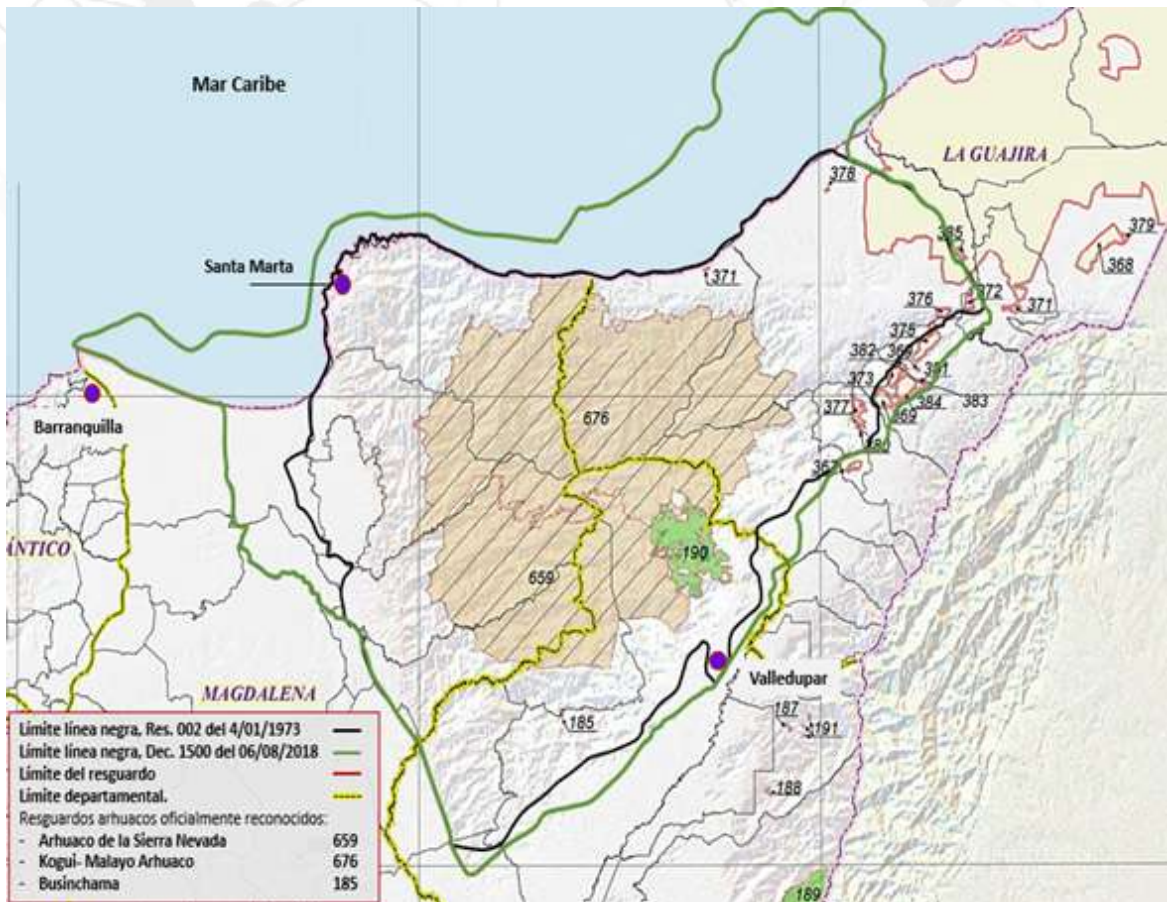 Mar Caribe
LA GUAJIRA
378
379
385
368
Santa Marta
371
372
376
371
375
382
373
381
377
384
383
369
Barranquilla
676
367
ÁNTICO
190
659
MAGDALENA
Valledupar
185
187
191
188
189
Límite línea negra, Res. 002 del 4/01/1973
Límite línea negra, Dec. 1500 del 06/08/2018
Límite del resguardo
Límite departamental.
Resguardos arhuacos oficialmente reconocidos:
- Arhuaco de la Sierra Nevada 659
- Kogui- Malayo Arhuaco 676
- Businchama 185